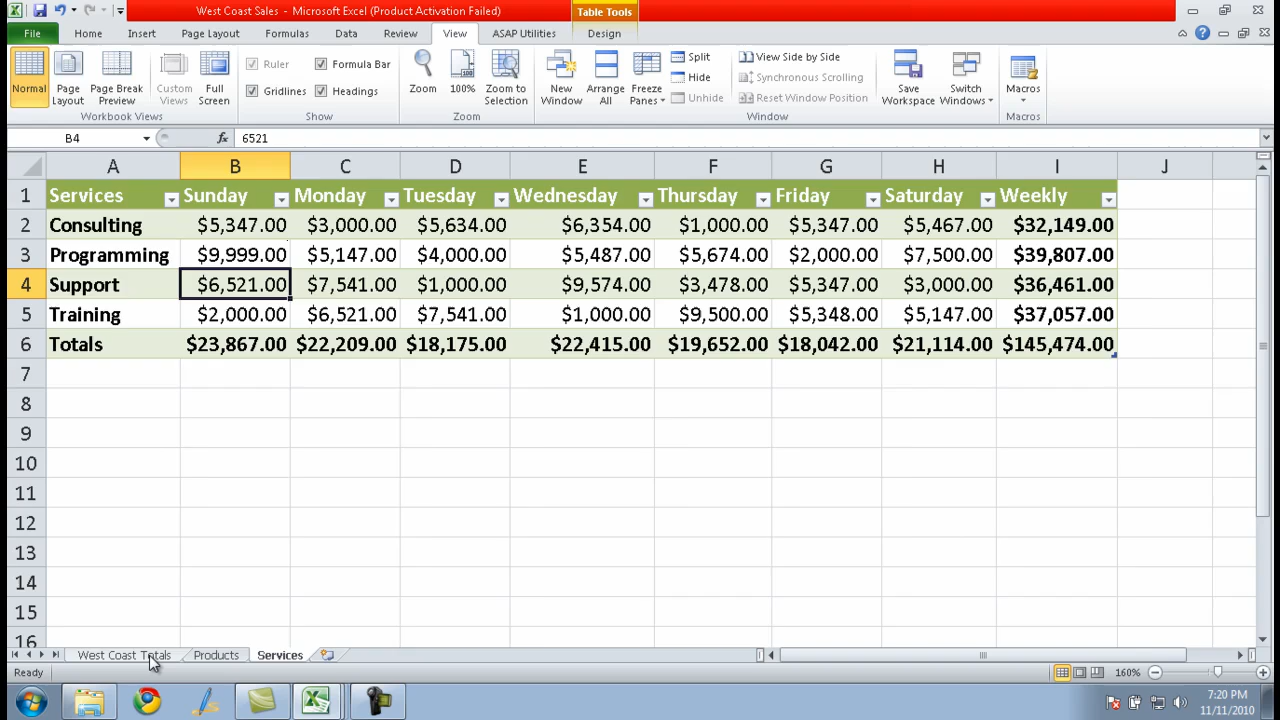 West Coast Sales - Microsoft Excel (Product Activation Failed)
Table Tools
File Home Insert Page Layout Formulas Data Review View ASAP Utilities Design
Normal
Page Layout
Page Break Preview
Custom Views
Full Screen
Workbook Views
Ruler
Formula Bar
Gridlines
Headings
Show
Zoom
100%
Zoom to Selection
Zoom
New Window
Arrange All
Freeze Panes
Split
Hide
Unhide
View Side by Side
Synchronous Scrolling
Reset Window Position
Window
Save Workspace
Switch Windows
Macros
Macros
B4 fx 6521
A B C D E F G H I J
1 Services Sunday Monday Tuesday Wednesday Thursday Friday Saturday Weekly
2 Consulting $5,347.00 $3,000.00 $5,634.00 $6,354.00 $1,000.00 $5,347.00 $5,467.00 $32,149.00
3 Programming $9,999.00 $5,147.00 $4,000.00 $5,487.00 $5,674.00 $2,000.00 $7,500.00 $39,807.00
4 Support $6,521.00 $7,541.00 $1,000.00 $9,574.00 $3,478.00 $5,347.00 $3,000.00 $36,461.00
5 Training $2,000.00 $6,521.00 $7,541.00 $1,000.00 $9,500.00 $5,348.00 $5,147.00 $37,057.00
6 Totals $23,867.00 $22,209.00 $18,175.00 $22,415.00 $19,652.00 $18,042.00 $21,114.00 $145,474.00
7
8
9
10
11
12
13
14
15
16
West Coast Totals Products Services
Ready 160%
7:20 PM
11/11/2010